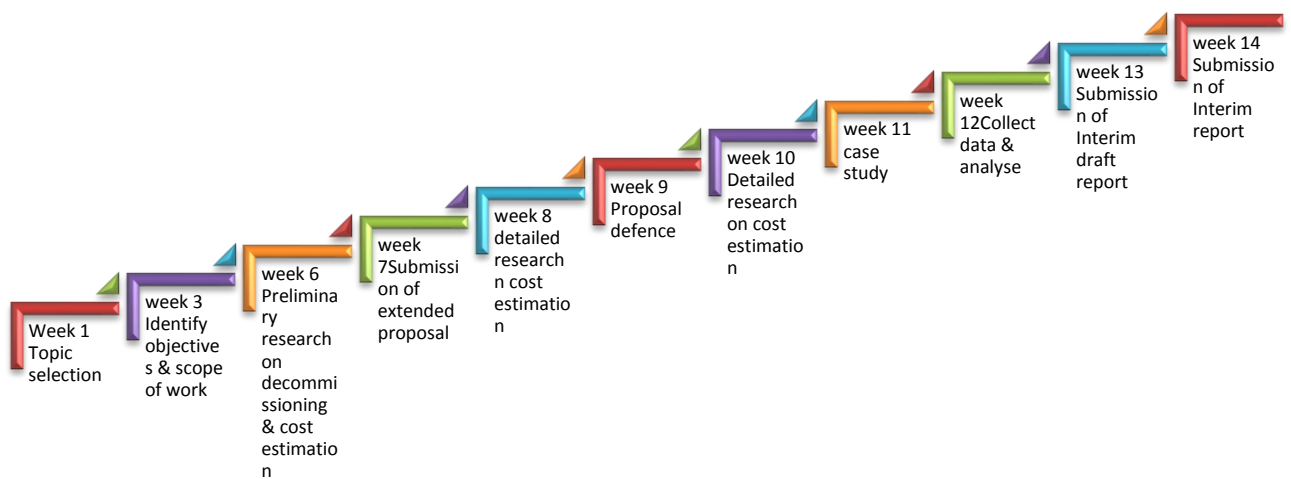 Week 1
Topic
selection
week 3
Identify
objective
s & scope
of work
week 6
Prelimina
ry
research
on
decommi
ssioning
& cost
estimatio
n
week
7Submissi
on of
extended
proposal
week 8
detailed
research
n cost
estimation
n
week 9
Proposal
defence
week 10
Detailed
research
on cost
estimatio
n
week 11
case
study
week
12Collect
data &
analyse
week 13
Submissio
n of
Interim
draft
report
week 14
Submissio
n of
Interim
report